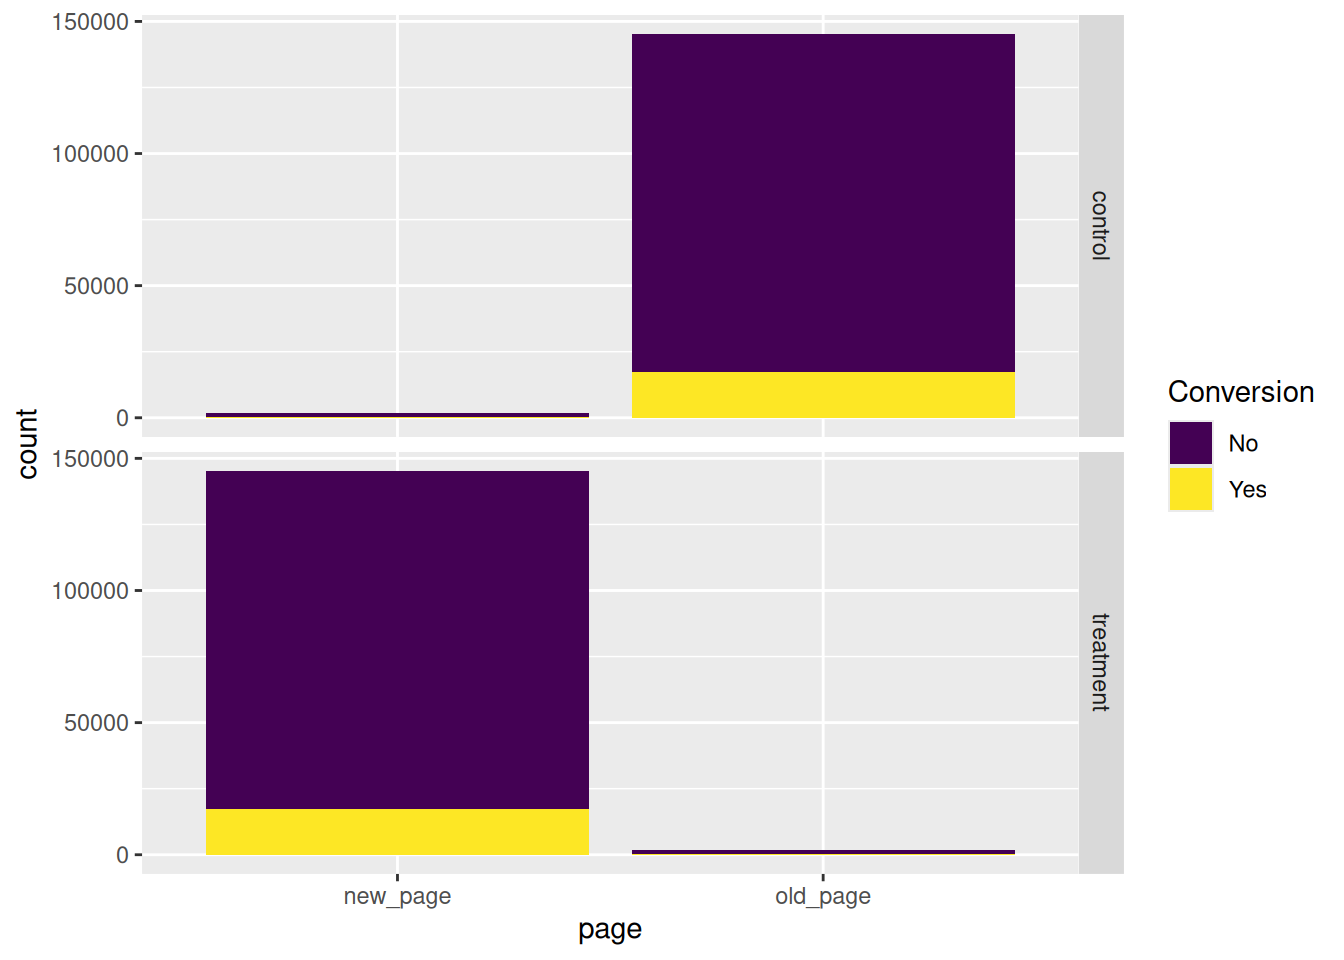 150000
100000
50000
0
control
150000
100000
50000
0
treatment
count
new_page
old_page
page
Conversion
No
Yes